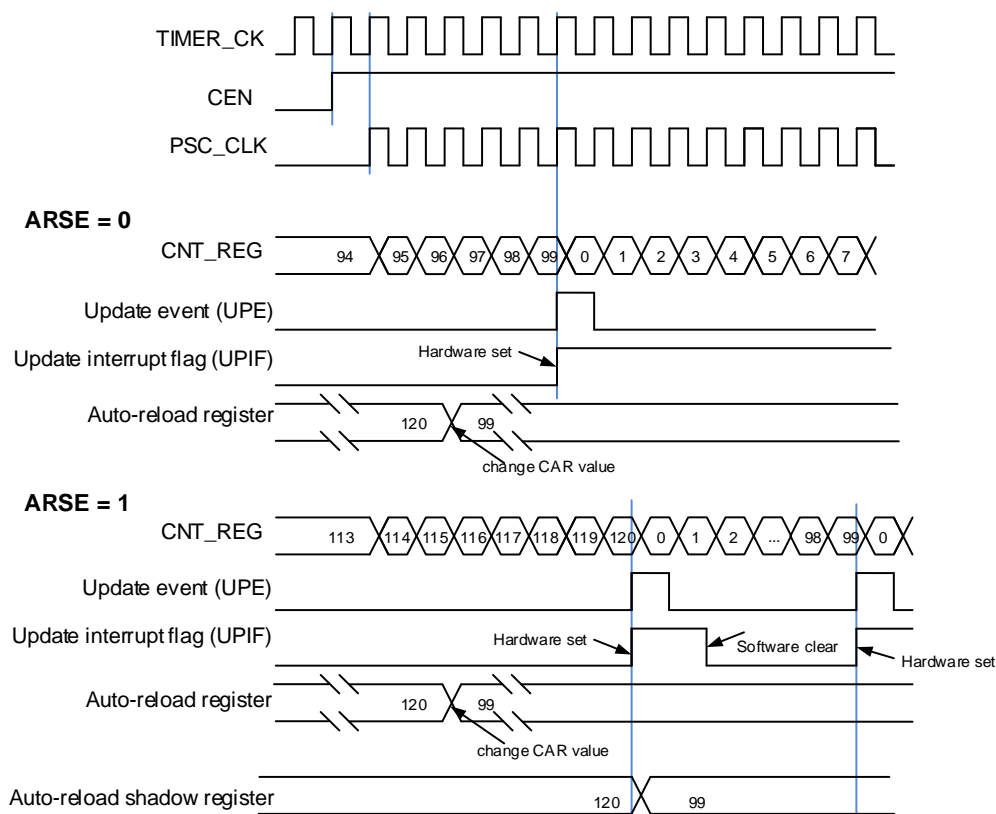 TIMER_CK
CEN
PSC_CLK
ARSE = 0
CNT_REG 94 95 96 97 98 99 0 1 2 3 4 5 6 7
Update event (UPE)
Update interrupt flag (UPIF) Hardware set
Auto-reload register 120 99
change CAR value
ARSE = 1
CNT_REG 113 114 115 116 117 118 119 120 0 1 2 ... 98 99 0
Update event (UPE)
Update interrupt flag (UPIF) Hardware set Software clear Hardware set
Auto-reload register 120 99
change CAR value
Auto-reload shadow register 120 99